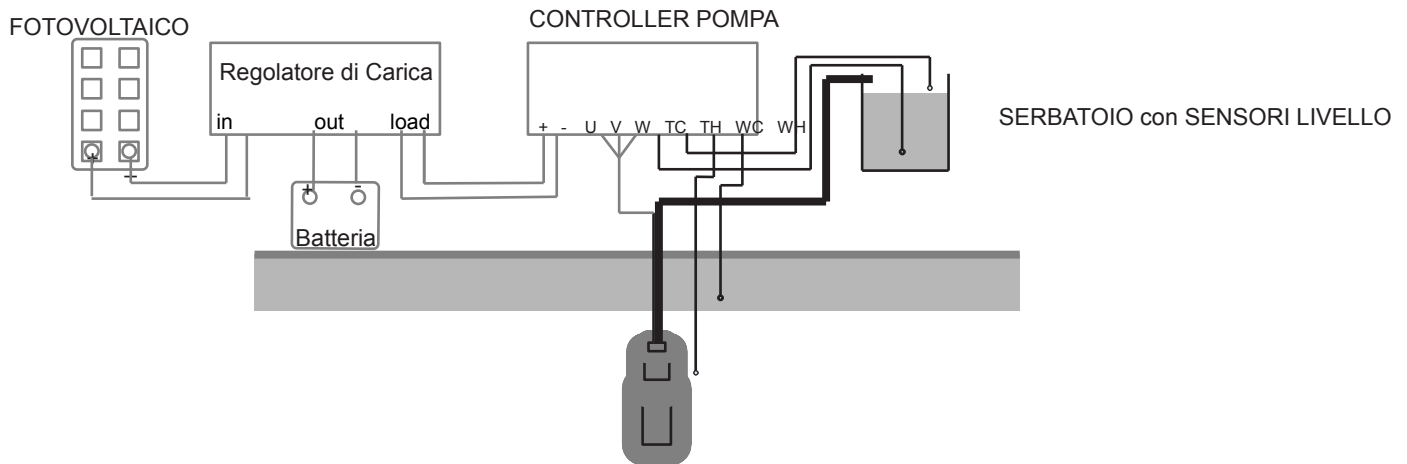 FOTOVOLTAICO
CONTROLLER POMPA
Regolatore di Carica
in out load
+ - U V W TC TH WC WH
SERBATOIO con SENSORI LIVELLO
+ -
+ -
Batteria